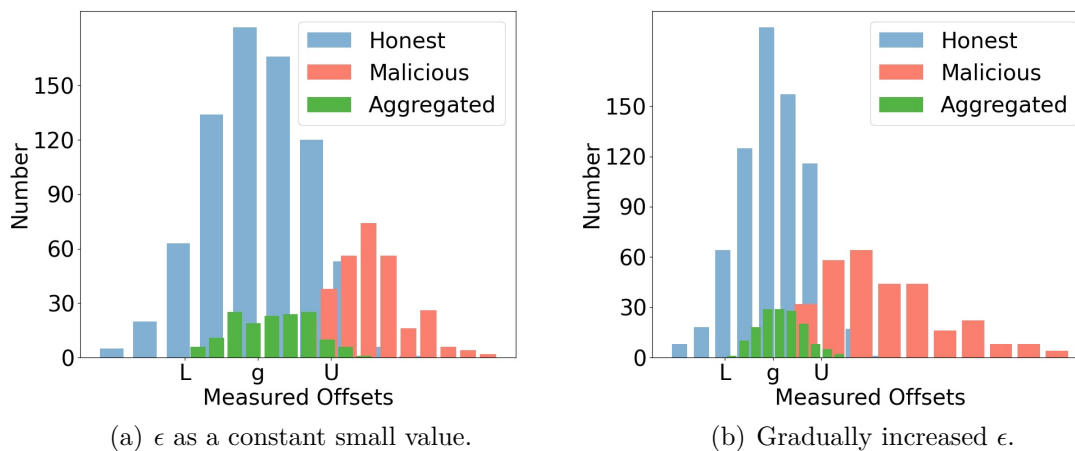 Honest
Malicious
Aggregated
Number
150
120
90
60
30
0
L g U
Measured Offsets
(a) ϵ as a constant small value.
Honest
Malicious
Aggregated
Number
150
120
90
60
30
0
L g U
Measured Offsets
(b) Gradually increased ϵ.